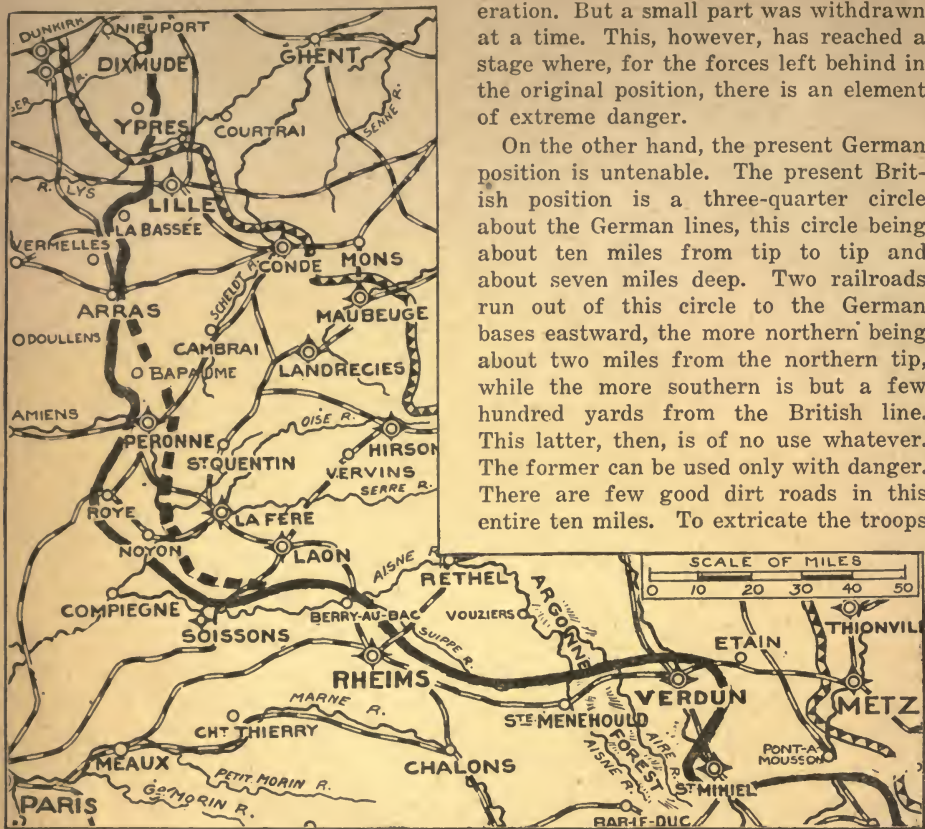 eration. But a small part was withdrawn
at a time. This, however, has reached a
stage where, for the forces left behind in
the original position, there is an element
of extreme danger.
On the other hand, the present German
position is untenable. The present Brit-
ish position is a three-quarter circle
about the German lines, this circle being
about ten miles from tip to tip and
about seven miles deep. Two railroads
run out of this circle to the German
bases eastward, the more northern being
about two miles from the northern tip,
while the more southern is but a few
hundred yards from the British line.
This latter, then, is of no use whatever.
The former can be used only with danger.
There are few good dirt roads in this
entire ten miles. To extricate the troops
DUNKIRK
NIEUPORT
DIXMUDE
GHENT
YPRES
COURTRAI
SENNE R.
R. LYS
LILLE
LA BASSÉE
VERMELLES
CONDE
MONS
SCHELDT R.
ARRAS
MAUBEUGE
DOULLENS
CAMBRAI
LANDRECIES
BAPAUME
AMIENS
PERONNE
OISE R.
HIRSON
ST QUENTIN
VERVINS
SERRE R.
ROYE
LA FERE
NOYON
LAON
AISNE R.
RETHEL
SCALE OF MILES
0 10 20 30 40 50
COMPIEGNE
SOISSONS
BERRY-AU-BAC
VOUZIERS
ARGONNE
FOREST
THIONVILL
SUIPPE R.
ETAIN
RHEIMS
VERDUN
METZ
MARNE R.
STE MENEHOULD
AIRE R.
AISNE R.
CHT THIERRY
PONT-A
MOUSSON
MEAUX
CHALONS
ST MIHIEL
PETIT MORIN R.
GD MORIN R.
PARIS
BAR-LE-DUC